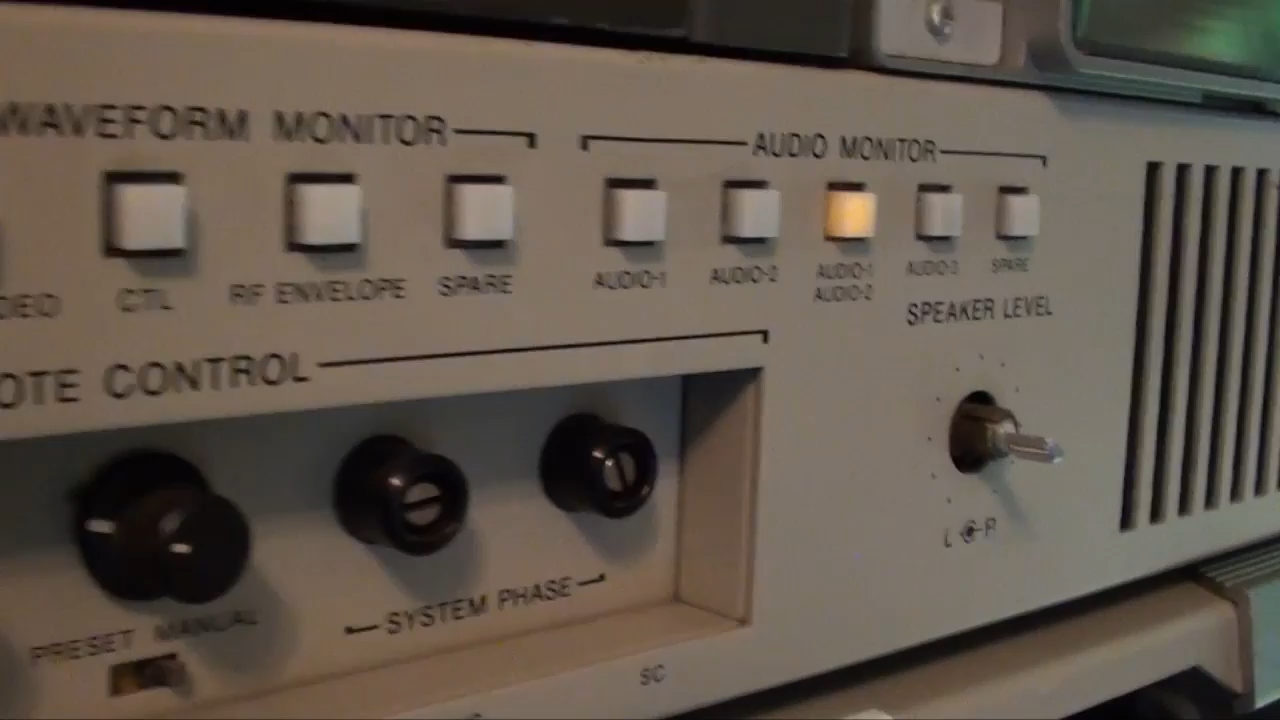 WAVEFORM MONITOR
AUDIO MONITOR
CTL
RF ENVELOPE
SPARE
AUDIO-1
AUDIO-2
AUDIO-1
AUDIO-2
AUDIO-3
SPARE
SPEAKER LEVEL
OTE CONTROL
L R
SYSTEM PHASE
PRESET MANUAL
SC